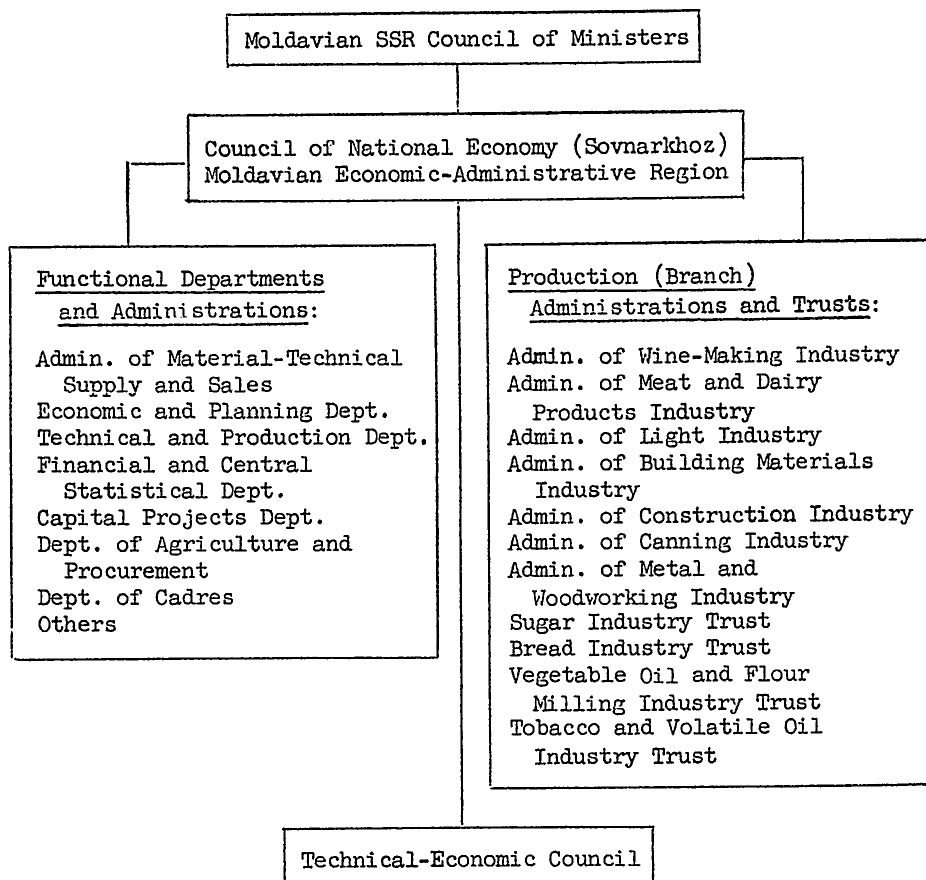 Moldavian SSR Council of Ministers
Council of National Economy (Sovnarkhoz)
Moldavian Economic-Administrative Region
Functional Departments
and Administrations:
Admin. of Material-Technical
Supply and Sales
Economic and Planning Dept.
Technical and Production Dept.
Financial and Central
Statistical Dept.
Capital Projects Dept.
Dept. of Agriculture and
Procurement
Dept. of Cadres
Others
Production (Branch)
Administrations and Trusts:
Admin. of Wine-Making Industry
Admin. of Meat and Dairy
Products Industry
Admin. of Light Industry
Admin. of Building Materials
Industry
Admin. of Construction Industry
Admin. of Canning Industry
Admin. of Metal and
Woodworking Industry
Sugar Industry Trust
Bread Industry Trust
Vegetable Oil and Flour
Milling Industry Trust
Tobacco and Volatile Oil
Industry Trust
Technical-Economic Council